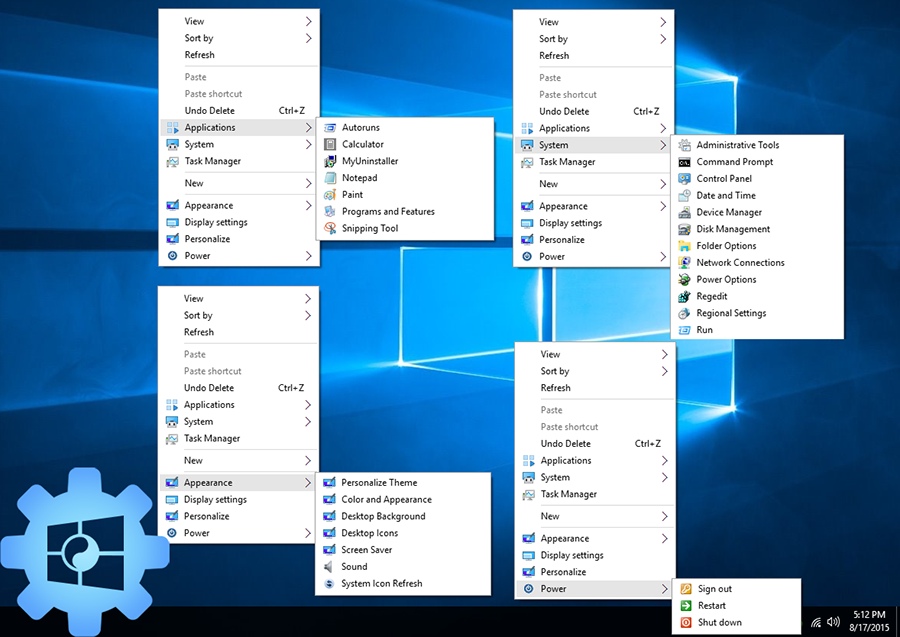 View
Sort by
Refresh
Paste
Paste shortcut
Undo Delete Ctrl+Z
Applications
System
Task Manager
New
Appearance
Display settings
Personalize
Power
Autoruns
Calculator
MyUninstaller
Notepad
Paint
Programs and Features
Snipping Tool
View
Sort by
Refresh
Paste
Paste shortcut
Undo Delete Ctrl+Z
Applications
System
Task Manager
New
Appearance
Display settings
Personalize
Power
Administrative Tools
Command Prompt
Control Panel
Date and Time
Device Manager
Disk Management
Folder Options
Network Connections
Power Options
Regedit
Regional Settings
Run
View
Sort by
Refresh
Paste
Paste shortcut
Undo Delete Ctrl+Z
Applications
System
Task Manager
New
Appearance
Display settings
Personalize
Power
Personalize Theme
Color and Appearance
Desktop Background
Desktop Icons
Screen Saver
Sound
System Icon Refresh
View
Sort by
Refresh
Paste
Paste shortcut
Undo Delete Ctrl+Z
Applications
System
Task Manager
New
Appearance
Display settings
Personalize
Power
Sign out
Restart
Shut down
5:12 PM
8/17/2015